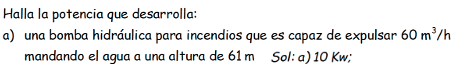 Halla la potencia que desarrolla:
a) una bomba hidráulica para incendios que es capaz de expulsar 60 m³/h
mandando el agua a una altura de 61 m Sol: a) 10 Kw;